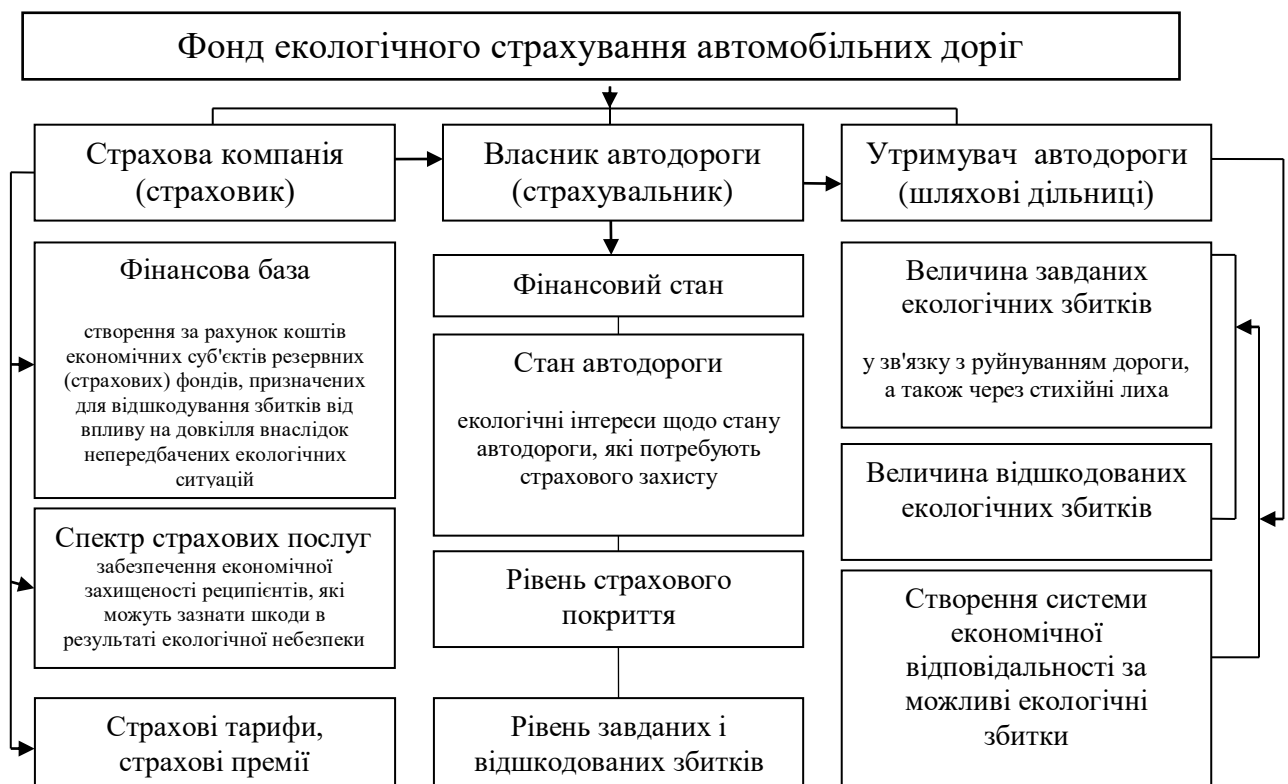 Фонд екологічного страхування автомобільних доріг
Страхова компанія
(страховик)
Власник автодороги
(страхувальник)
Утримувач автодороги
(шляхові дільниці)
Фінансова база
створення за рахунок коштів
економічних суб'єктів резервних
(страхових) фондів, призначених
для відшкодування збитків від
впливу на довкілля внаслідок
непередбачених екологічних
ситуацій
Спектр страхових послуг
забезпечення економічної
захищеності реципієнтів, які
можуть зазнати шкоди в
результаті екологічної небезпеки
Страхові тарифи,
страхові премії
Фінансовий стан
Стан автодороги
екологічні інтереси щодо стану
автодороги, які потребують
страхового захисту
Рівень страхового
покриття
Рівень завданих і
відшкодованих збитків
Величина завданих
екологічних збитків
у зв'язку з руйнуванням дороги,
а також через стихійні лиха
Величина відшкодованих
екологічних збитків
Створення системи
економічної
відповідальності за
можливі екологічні
збитки